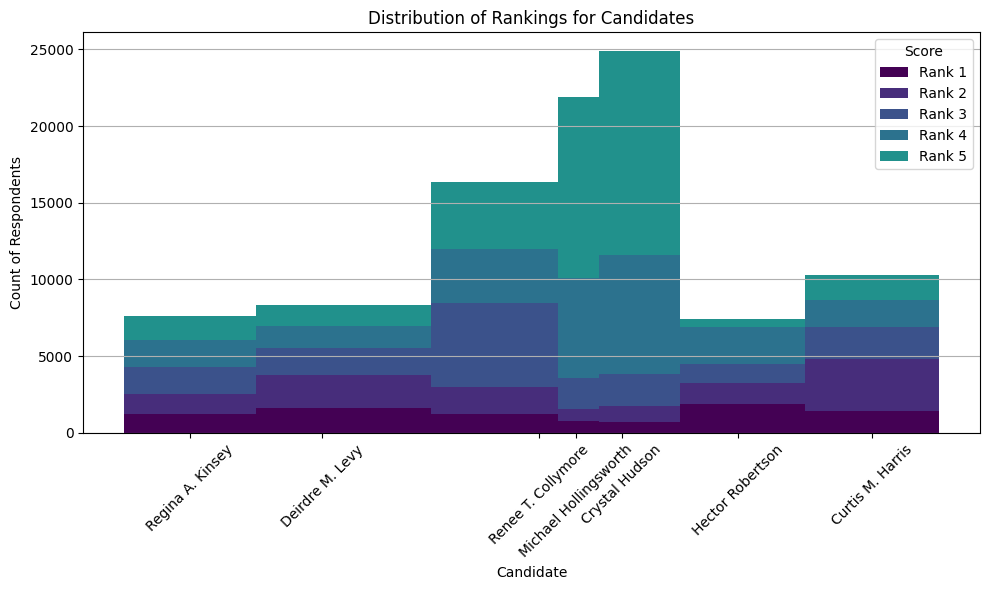 Distribution of Rankings for Candidates
Score
Rank 1
Rank 2
Rank 3
Rank 4
Rank 5
Count of Respondents
25000
20000
15000
10000
5000
0
Regina A. Kinsey
Deirdre M. Levy
Renee T. Collymore
Michael Hollingsworth
Crystal Hudson
Hector Robertson
Curtis M. Harris
Candidate